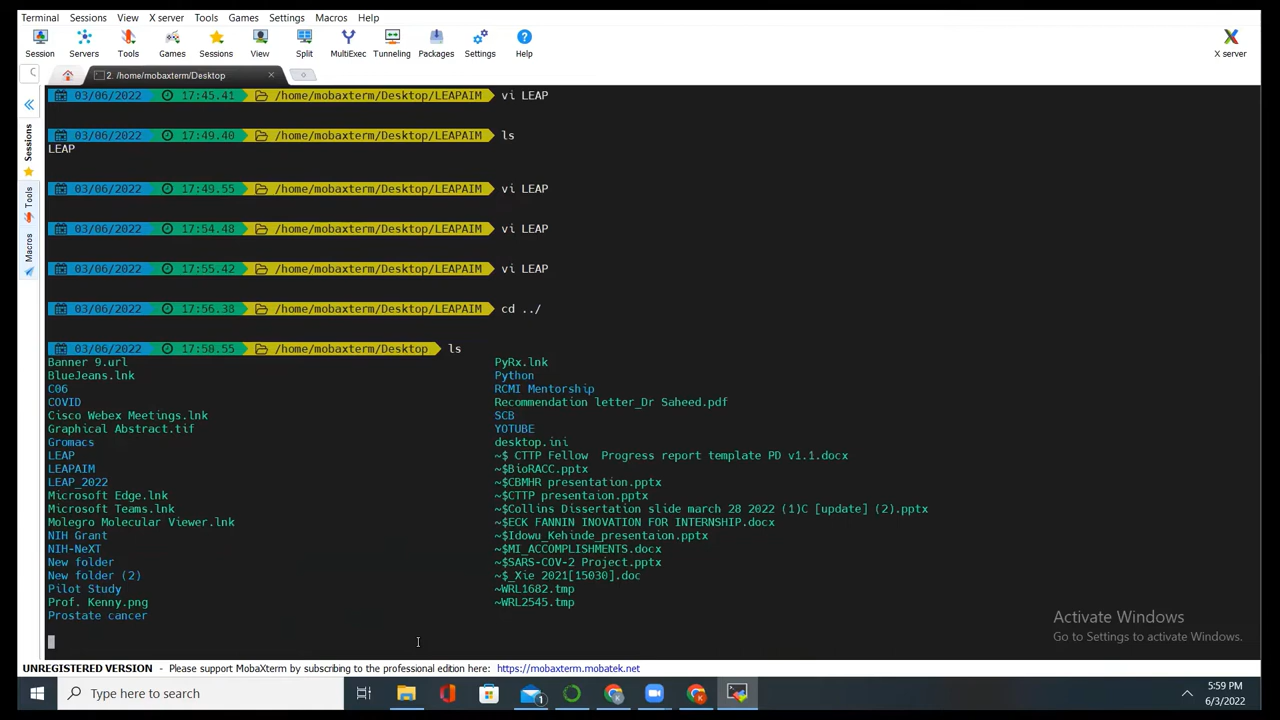 Terminal Sessions View X server Tools Games Settings Macros Help
Session Servers Tools Games Sessions View Split MultiExec Tunneling Packages Settings Help X server
2. /home/mobaxterm/Desktop
Sessions
Tools
Macros
03/06/2022 17:45.41 /home/mobaxterm/Desktop/LEAPAIM vi LEAP
03/06/2022 17:49.40 /home/mobaxterm/Desktop/LEAPAIM ls
LEAP
03/06/2022 17:49.55 /home/mobaxterm/Desktop/LEAPAIM vi LEAP
03/06/2022 17:54.48 /home/mobaxterm/Desktop/LEAPAIM vi LEAP
03/06/2022 17:55.42 /home/mobaxterm/Desktop/LEAPAIM vi LEAP
03/06/2022 17:56.38 /home/mobaxterm/Desktop/LEAPAIM cd ../
03/06/2022 17:58.55 /home/mobaxterm/Desktop ls
Banner 9.url PyRx.lnk
BlueJeans.lnk Python
C06 RCMI Mentorship
COVID Recommendation letter_Dr Saheed.pdf
Cisco Webex Meetings.lnk SCB
Graphical Abstract.tif YOTUBE
Gromacs desktop.ini
LEAP ~$ CTTP Fellow  Progress report template PD v1.1.docx
LEAPAIM ~$BioRACC.pptx
LEAP_2022 ~$CBMHR presentation.pptx
Microsoft Edge.lnk ~$CTTP presentaion.pptx
Microsoft Teams.lnk ~$Collins Dissertation slide march 28 2022 (1)C [update] (2).pptx
Molegro Molecular Viewer.lnk ~$ECK FANNIN INOVATION FOR INTERNSHIP.docx
NIH Grant ~$Idowu_Kehinde_presentaion.pptx
NIH-NeXT ~$MI_ACCOMPLISHMENTS.docx
New folder ~$SARS-COV-2 Project.pptx
New folder (2) ~$_Xie 2021[15030].doc
Pilot Study ~WRL1682.tmp
Prof. Kenny.png ~WRL2545.tmp
Prostate cancer
Activate Windows
Go to Settings to activate Windows.
UNREGISTERED VERSION - Please support MobaXterm by subscribing to the professional edition here: https://mobaxterm.mobatek.net
Type here to search
1
5:59 PM
6/3/2022